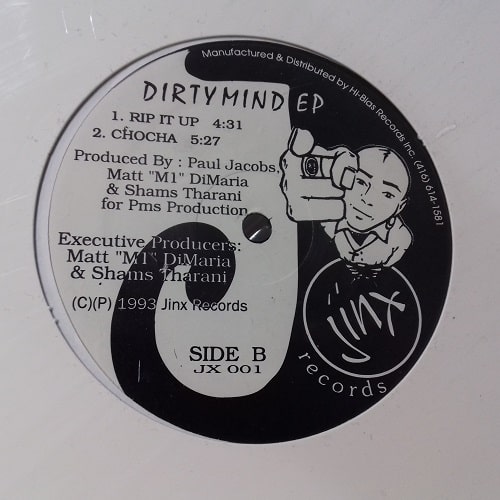 Manufactured & Distributed by Hi-Bias Records Inc. (416) 614-1581
DIRTYMIND EP
1. RIP IT UP 4:31
2. CHOCHA 5:27
Produced By : Paul Jacobs,
Matt "M1" DiMaria
& Shams Tharani
for Pms Production
Executive Producers:
Matt "M1" DiMaria
& Shams Tharani
(C)(P) 1993 Jinx Records
SIDE B
JX 001
jinx
records